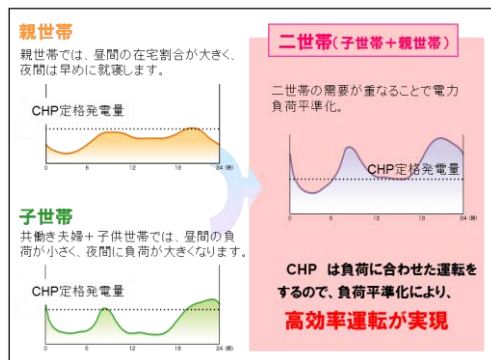 親世帯
親世帯では、昼間の在宅割合が大きく、
夜間は早めに就寝します。
CHP定格発電量
0 6 12 18 24(時)
子世帯
共働き夫婦+子供世帯では、昼間の負
荷が小さく、夜間に負荷が大きくなります。
CHP定格発電量
0 6 12 18 24(時)
二世帯(子世帯+親世帯)
二世帯の需要が重なることで電力
負荷平準化。
CHP定格発電量
0 6 12 18 24(時)
CHP は負荷に合わせた運転を
するので、負荷平準化により、
高効率運転が実現